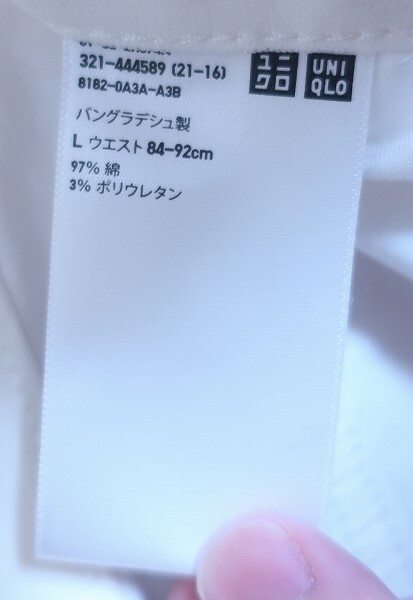 321-444589 (21-16)
8182-0A3A-A3B
ユニ
クロ
UNI
QLO
バングラデシュ製
L ウエスト 84-92cm
97% 綿
3% ポリウレタン